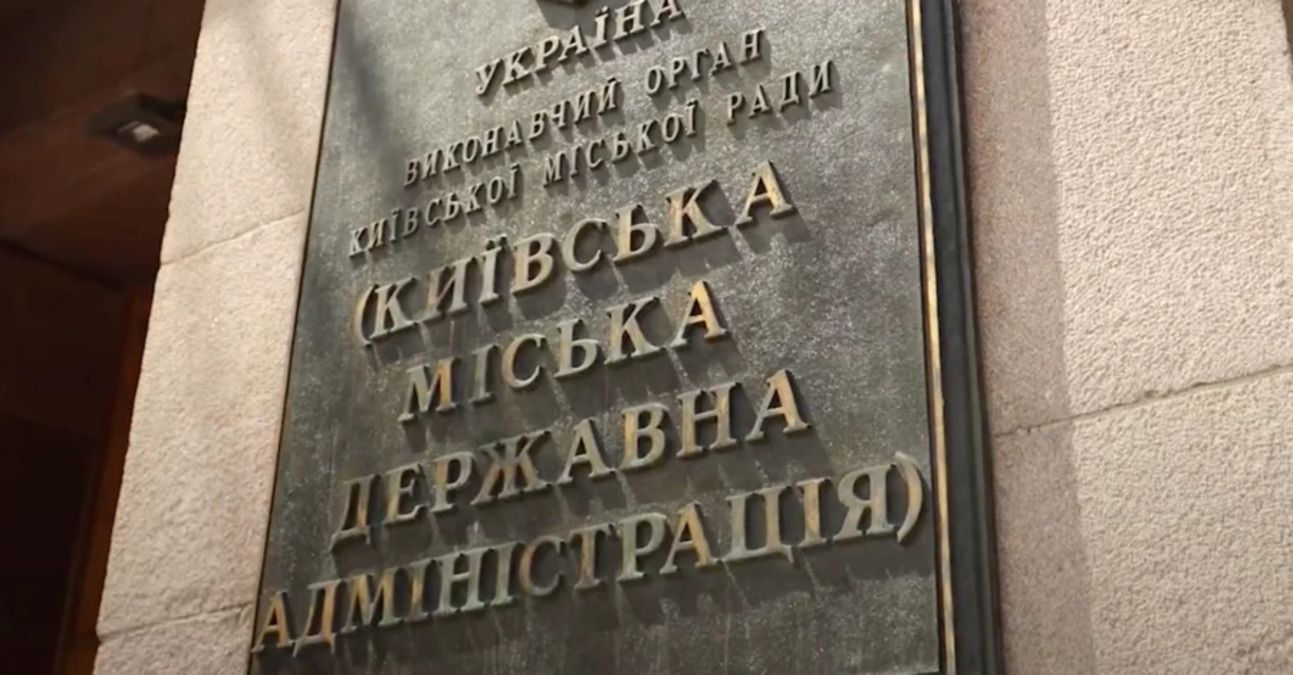 УКРАЇНА
ВИКОНАВЧИЙ ОРГАН
КИЇВСЬКОЇ МІСЬКОЇ РАДИ
(КИЇВСЬКА
МІСЬКА
ДЕРЖАВНА
АДМІНІСТРАЦІЯ)